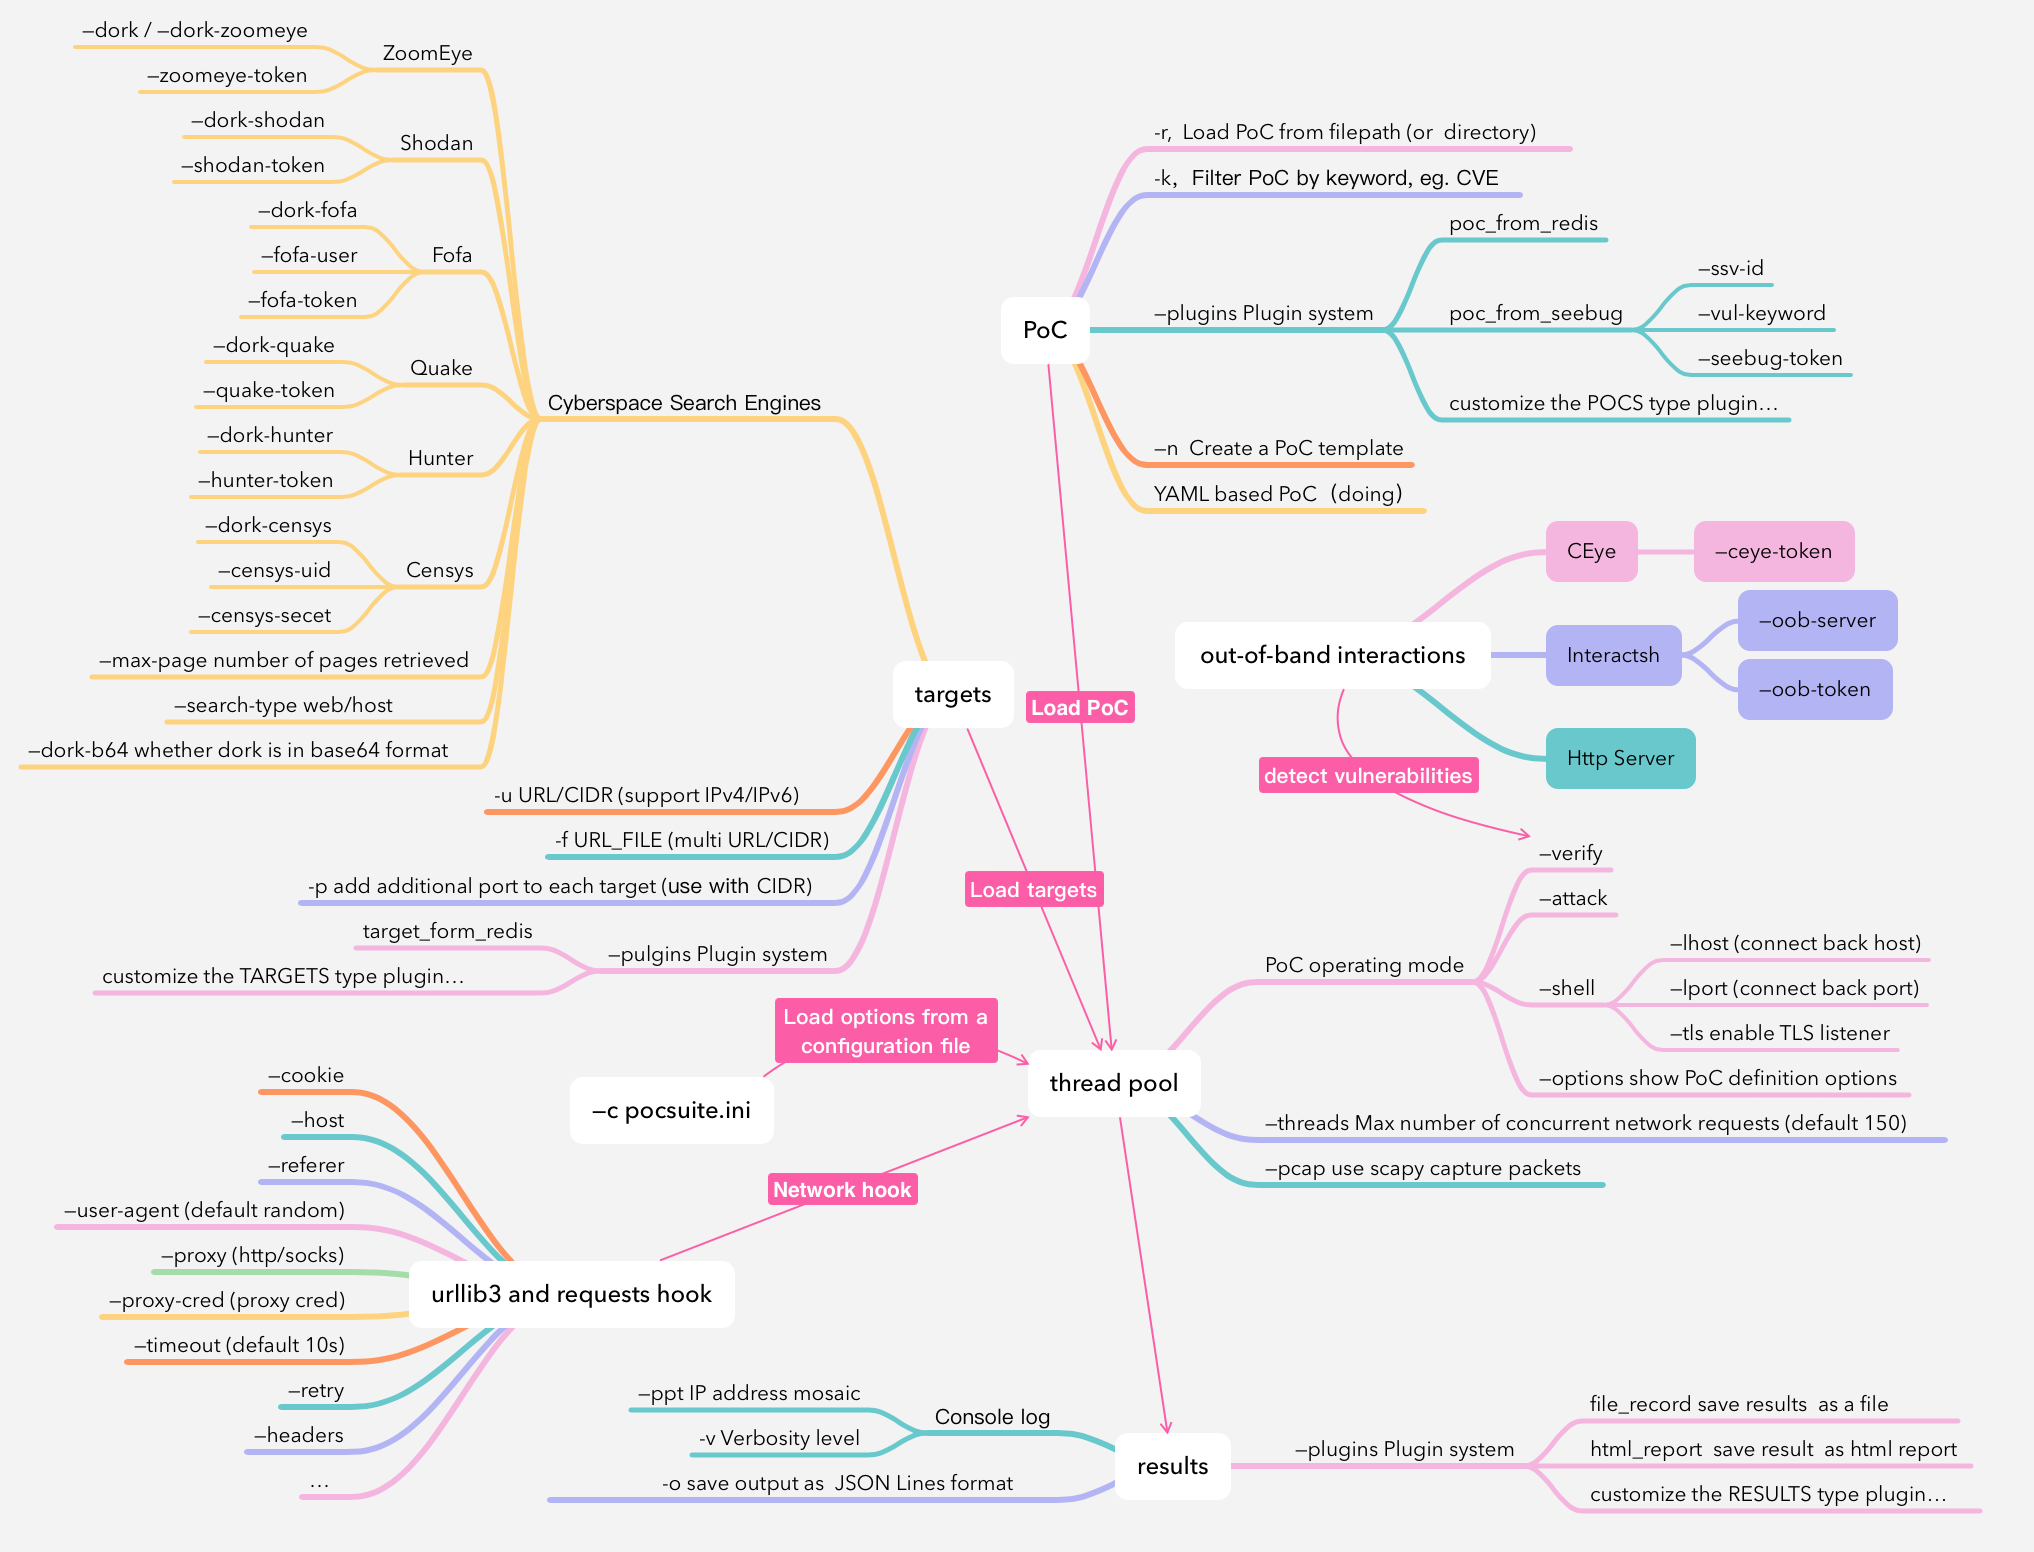 —dork / —dork-zoomeye
—zoomeye-token
ZoomEye
—dork-shodan
—shodan-token
Shodan
—dork-fofa
—fofa-user
—fofa-token
Fofa
—dork-quake
—quake-token
Quake
—dork-hunter
—hunter-token
Hunter
—dork-censys
—censys-uid
—censys-secet
Censys
—max-page number of pages retrieved
—search-type web/host
—dork-b64 whether dork is in base64 format
Cyberspace Search Engines
targets
-u URL/CIDR (support IPv4/IPv6)
-f URL_FILE (multi URL/CIDR)
-p add additional port to each target (use with CIDR)
target_form_redis
customize the TARGETS type plugin...
—pulgins Plugin system
-r,  Load PoC from filepath (or  directory)
-k,  Filter PoC by keyword, eg. CVE
PoC
—plugins Plugin system
poc_from_redis
poc_from_seebug
—ssv-id
—vul-keyword
—seebug-token
customize the POCS type plugin...
—n  Create a PoC template
YAML based PoC（doing）
out-of-band interactions
CEye
—ceye-token
Interactsh
—oob-server
—oob-token
Http Server
Load PoC
detect vulnerabilities
Load targets
Load options from a
configuration file
—c pocsuite.ini
thread pool
PoC operating mode
—verify
—attack
—shell
—lhost (connect back host)
—lport (connect back port)
—tls enable TLS listener
—options show PoC definition options
—threads Max number of concurrent network requests (default 150)
—pcap use scapy capture packets
Network hook
—cookie
—host
—referer
—user-agent (default random)
—proxy (http/socks)
—proxy-cred (proxy cred)
—timeout (default 10s)
—retry
—headers
...
urllib3 and requests hook
—ppt IP address mosaic
-v Verbosity level
Console log
-o save output as  JSON Lines format
results
—plugins Plugin system
file_record save results  as a file
html_report  save result  as html report
customize the RESULTS type plugin...